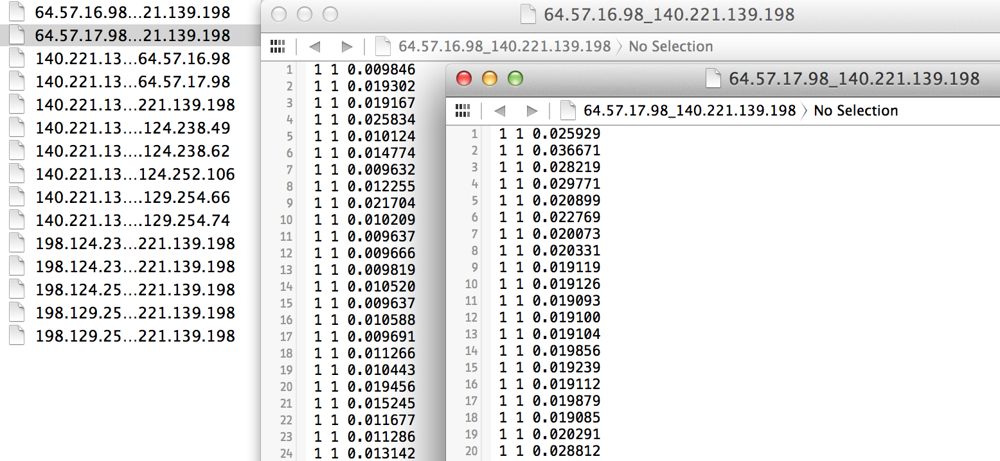 64.57.16.98...21.139.198
64.57.17.98...21.139.198
140.221.13...64.57.16.98
140.221.13...64.57.17.98
140.221.13...221.139.198
140.221.13....124.238.49
140.221.13....124.238.62
140.221.13...124.252.106
140.221.13....129.254.66
140.221.13....129.254.74
198.124.23...221.139.198
198.124.23...221.139.198
198.124.25...221.139.198
198.129.25...221.139.198
198.129.25...221.139.198
64.57.16.98_140.221.139.198
64.57.16.98_140.221.139.198 No Selection
1 1 1 0.009846
2 1 1 0.019302
3 1 1 0.019167
4 1 1 0.025834
5 1 1 0.010124
6 1 1 0.014774
7 1 1 0.009632
8 1 1 0.012255
9 1 1 0.021704
10 1 1 0.010209
11 1 1 0.009637
12 1 1 0.009666
13 1 1 0.009819
14 1 1 0.010520
15 1 1 0.009637
16 1 1 0.010588
17 1 1 0.009691
18 1 1 0.011266
19 1 1 0.010443
20 1 1 0.019456
21 1 1 0.015245
22 1 1 0.011677
23 1 1 0.011286
24 1 1 0.013142
64.57.17.98_140.221.139.198
64.57.17.98_140.221.139.198 No Selection
1 1 1 0.025929
2 1 1 0.036671
3 1 1 0.028219
4 1 1 0.029771
5 1 1 0.020899
6 1 1 0.022769
7 1 1 0.020073
8 1 1 0.020331
9 1 1 0.019119
10 1 1 0.019126
11 1 1 0.019093
12 1 1 0.019100
13 1 1 0.019104
14 1 1 0.019856
15 1 1 0.019239
16 1 1 0.019112
17 1 1 0.019879
18 1 1 0.019085
19 1 1 0.020291
20 1 1 0.028812